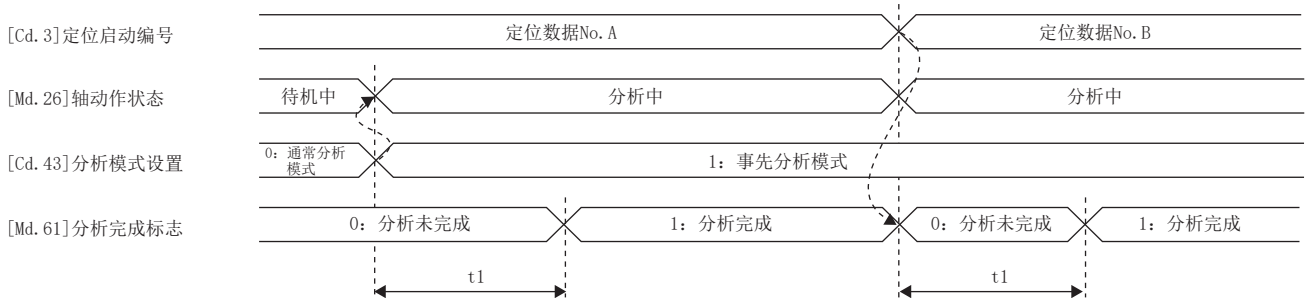 [Cd.3]定位启动编号
定位数据No.A
定位数据No.B
[Md.26]轴动作状态
待机中
分析中
分析中
[Cd.43]分析模式设置
0: 通常分析
模式
1: 事先分析模式
[Md.61]分析完成标志
0: 分析未完成
1: 分析完成
0: 分析未完成
1: 分析完成
t1
t1